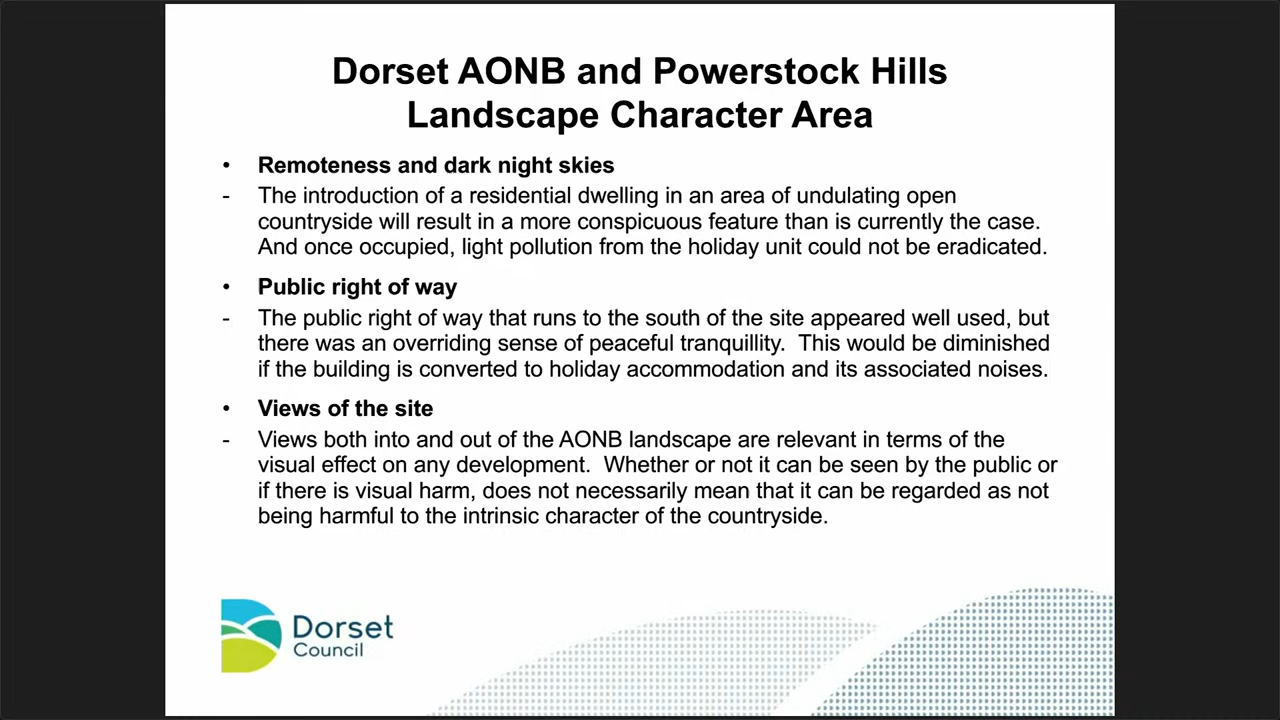 Dorset AONB and Powerstock Hills
Landscape Character Area
• Remoteness and dark night skies
- The introduction of a residential dwelling in an area of undulating open
countryside will result in a more conspicuous feature than is currently the case.
And once occupied, light pollution from the holiday unit could not be eradicated.
• Public right of way
- The public right of way that runs to the south of the site appeared well used, but
there was an overriding sense of peaceful tranquillity.  This would be diminished
if the building is converted to holiday accommodation and its associated noises.
• Views of the site
- Views both into and out of the AONB landscape are relevant in terms of the
visual effect on any development.  Whether or not it can be seen by the public or
if there is visual harm, does not necessarily mean that it can be regarded as not
being harmful to the intrinsic character of the countryside.
Dorset
Council